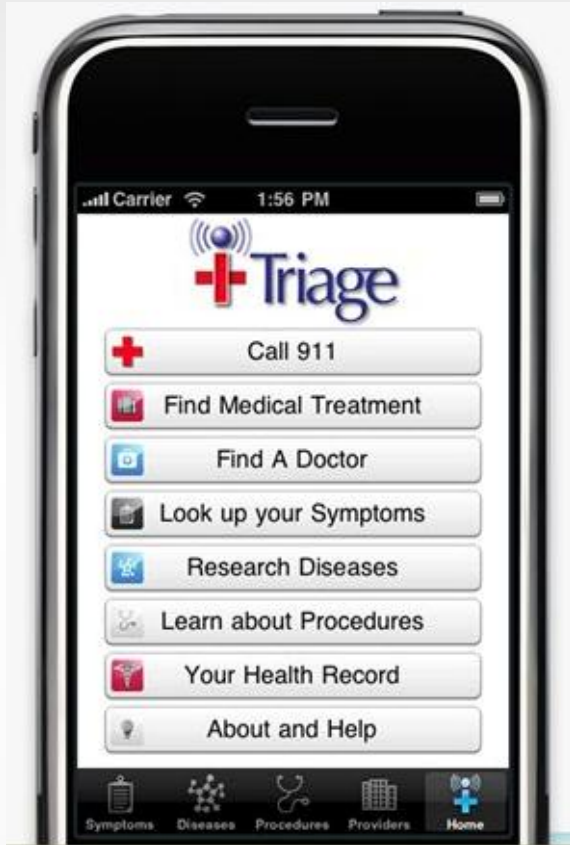 Carrier 1:56 PM
iTriage
Call 911
Find Medical Treatment
Find A Doctor
Look up your Symptoms
Research Diseases
Learn about Procedures
Your Health Record
About and Help
Symptoms Diseases Procedures Providers Home